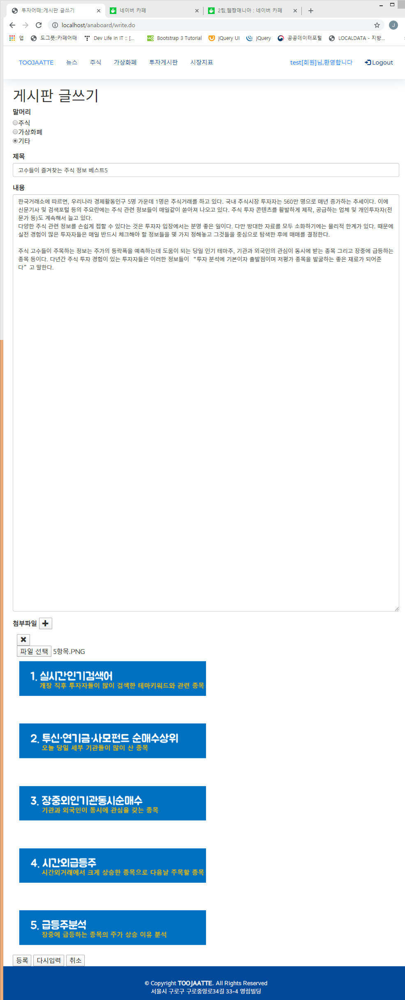 투자어때::게시판 글쓰기
네이버 카페
2팀,웹짱매니아 : 네이버 카페
localhost/anaboard/write.do
J
앱
도그풋::카페어때
Dev Life in IT :: [...
w3
Bootstrap 3 Tutorial
jQuery UI
jQuery
공공데이터포털
LOCALDATA - 지방...
TOOJAATTE 뉴스 주식 가상화폐 투자게시판 시장지표 test[회원]님,환영합니다 Logout
게시판 글쓰기
말머리
주식
가상화폐
기타
제목
고수들이 즐겨찾는 주식 정보 베스트5
내용
한국거래소에 따르면, 우리나라 경제활동인구 5명 가운데 1명은 주식거래를 하고 있다. 국내 주식시장 투자자는 560만 명으로 매년 증가하는 추세이다. 이에
신문기사 및 검색포털 등의 주요란에는 주식 관련 정보들이 매일같이 쏟아져 나오고 있다. 주식 투자 콘텐츠를 활발하게 제작, 공급하는 업체 및 개인투자자(전
문가 등)도 계속해서 늘고 있다.
다양한 주식 관련 정보를 손쉽게 접할 수 있다는 것은 투자자 입장에서는 분명 좋은 일이다. 다만 방대한 자료를 모두 소화하기에는 물리적 한계가 있다. 때문에
실전 경험이 많은 투자자들은 매일 반드시 체크해야 할 정보들을 몇 가지 정해놓고 그것들을 중심으로 탐색한 후에 매매를 결정한다.
주식 고수들이 주목하는 정보는 주가의 등락폭을 예측하는데 도움이 되는 당일 인기 테마주, 기관과 외국인의 관심이 동시에 받는 종목 그리고 장중에 급등하는
종목 등이다. 다년간 주식 투자 경험이 있는 투자자들은 이러한 정보들이 “투자 분석에 기본이자 출발점이며 저평가 종목을 발굴하는 좋은 재료가 되어준
다”고 말한다.
첨부파일
파일 선택 5항목.PNG
1. 실시간인기검색어
개장 직후 투자자들이 많이 검색한 테마키워드와 관련 종목
2. 투신·연기금·사모펀드 순매수상위
오늘 당일 세부 기관들이 많이 산 종목
3. 장중외인기관동시순매수
기관과 외국인이 동시에 관심을 갖는 종목
4. 시간외급등주
시간외거래에서 크게 상승한 종목으로 다음날 주목할 종목
5. 급등주분석
장중에 급등하는 종목의 주가 상승 이유 분석
등록 다시입력 취소
© Copyright TOOJAATTE. All Rights Reserved
서울시 구로구 구로중앙로34길 33-4 영림빌딩